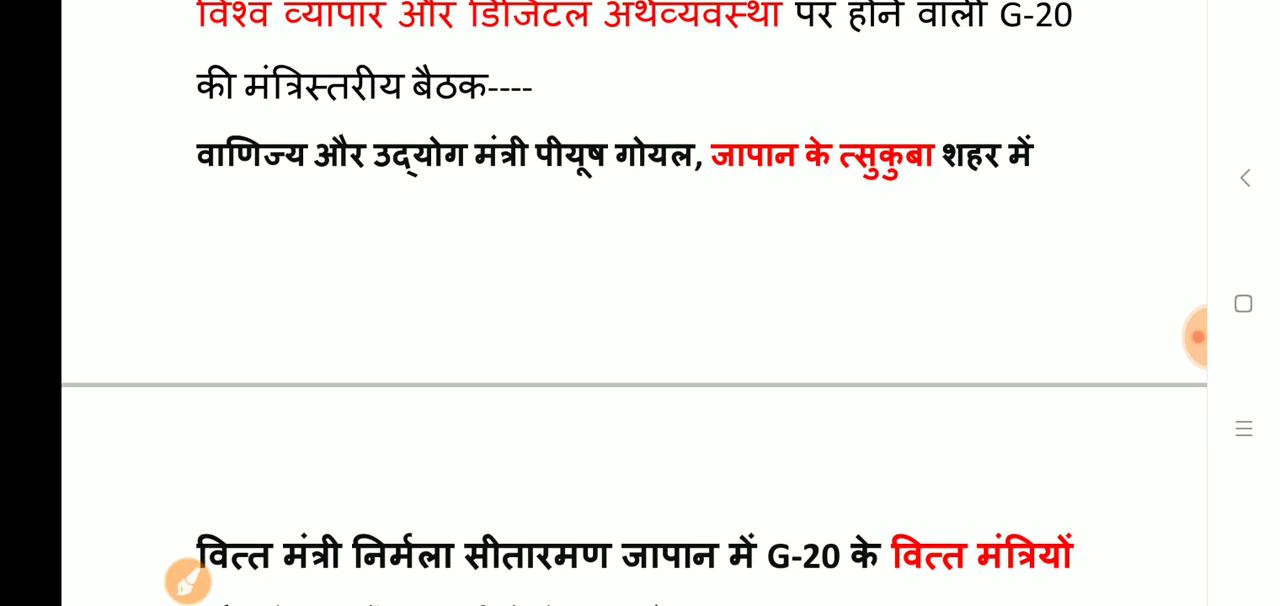 विश्व व्यापार और डिजिटल अर्थव्यवस्था पर होने वाली G-20
की मंत्रिस्तरीय बैठक----
वाणिज्य और उद्योग मंत्री पीयूष गोयल, जापान के त्सुकुबा शहर में
वित्त मंत्री निर्मला सीतारमण जापान में G-20 के वित्त मंत्रियों